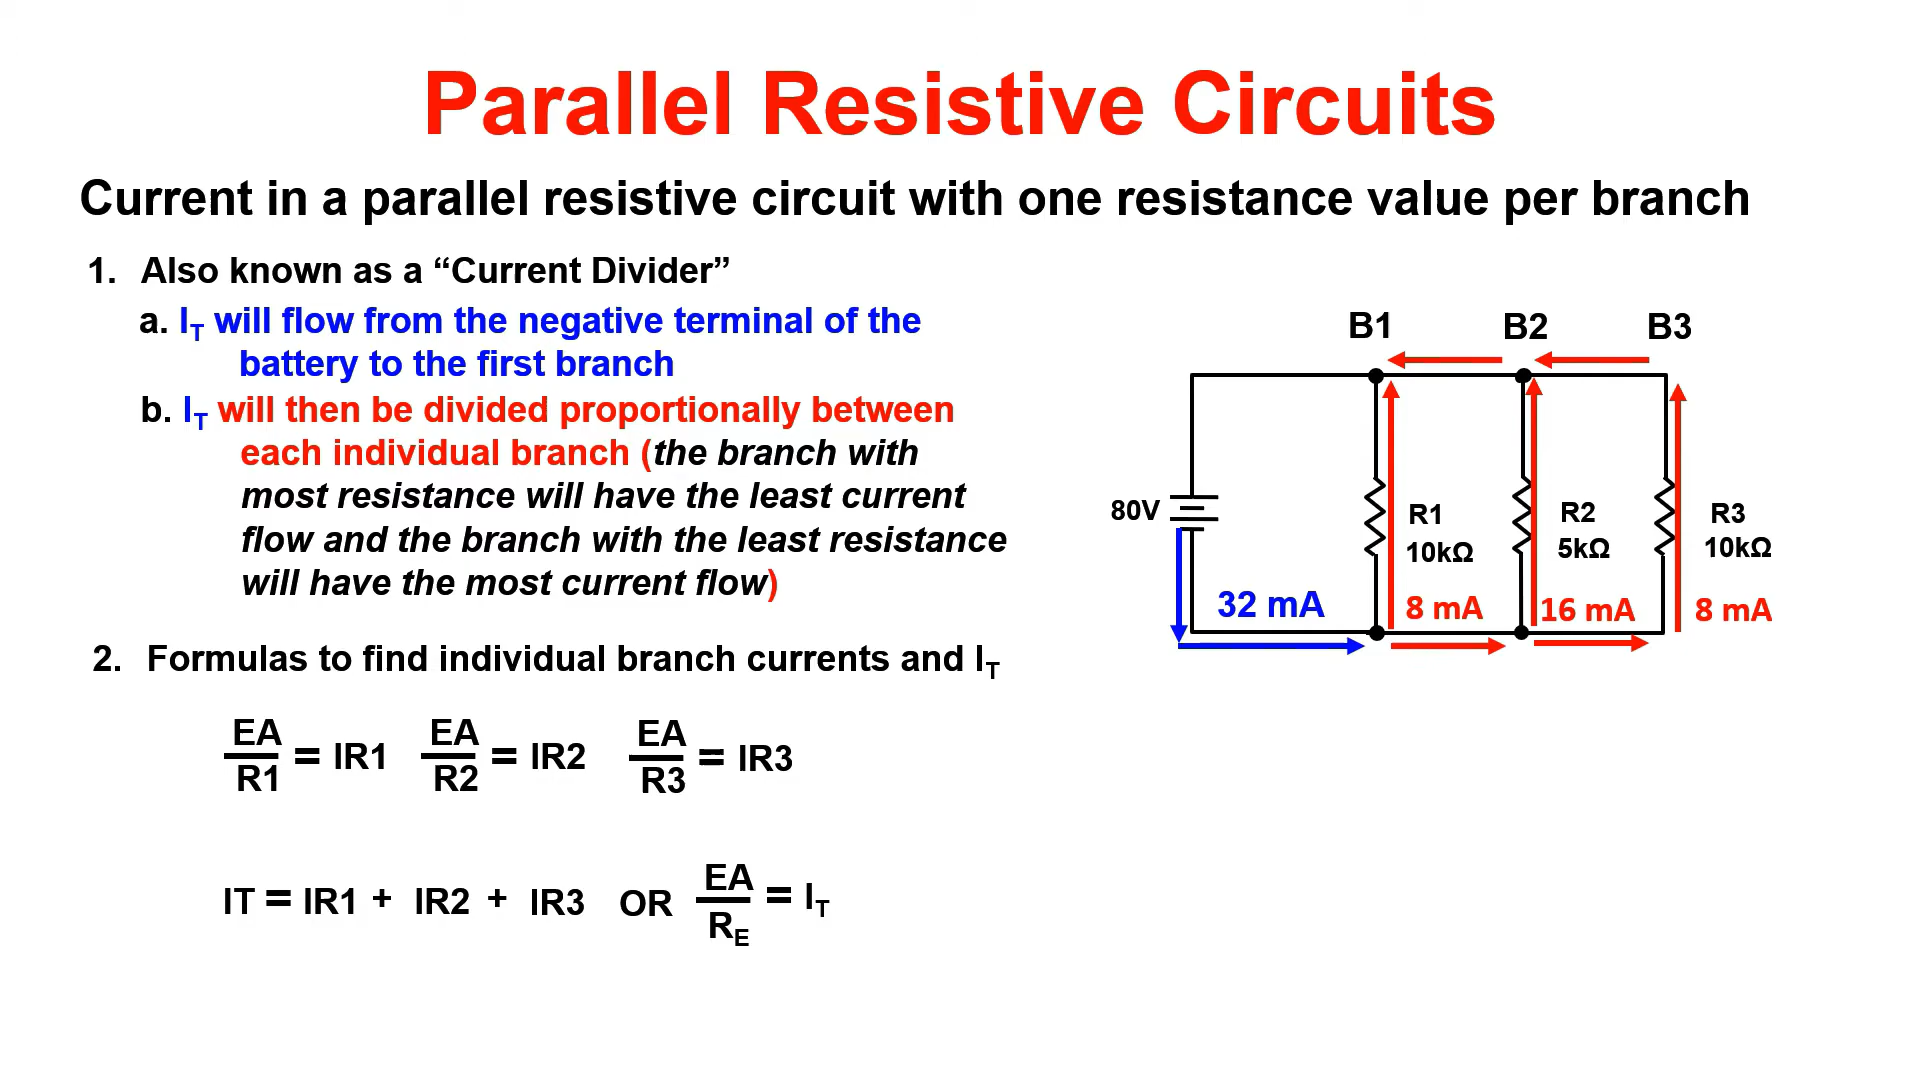 Parallel Resistive Circuits
Current in a parallel resistive circuit with one resistance value per branch
1. Also known as a “Current Divider”
a. IT will flow from the negative terminal of the
battery to the first branch
b. IT will then be divided proportionally between
each individual branch (the branch with
most resistance will have the least current
flow and the branch with the least resistance
will have the most current flow)
2. Formulas to find individual branch currents and IT
EA
R1
= IR1
EA
R2
= IR2
EA
R3
= IR3
IT = IR1 + IR2 + IR3 OR
EA
RE
= IT
B1 B2 B3
80V
R1
10kΩ
R2
5kΩ
R3
10kΩ
32 mA 8 mA 16 mA 8 mA